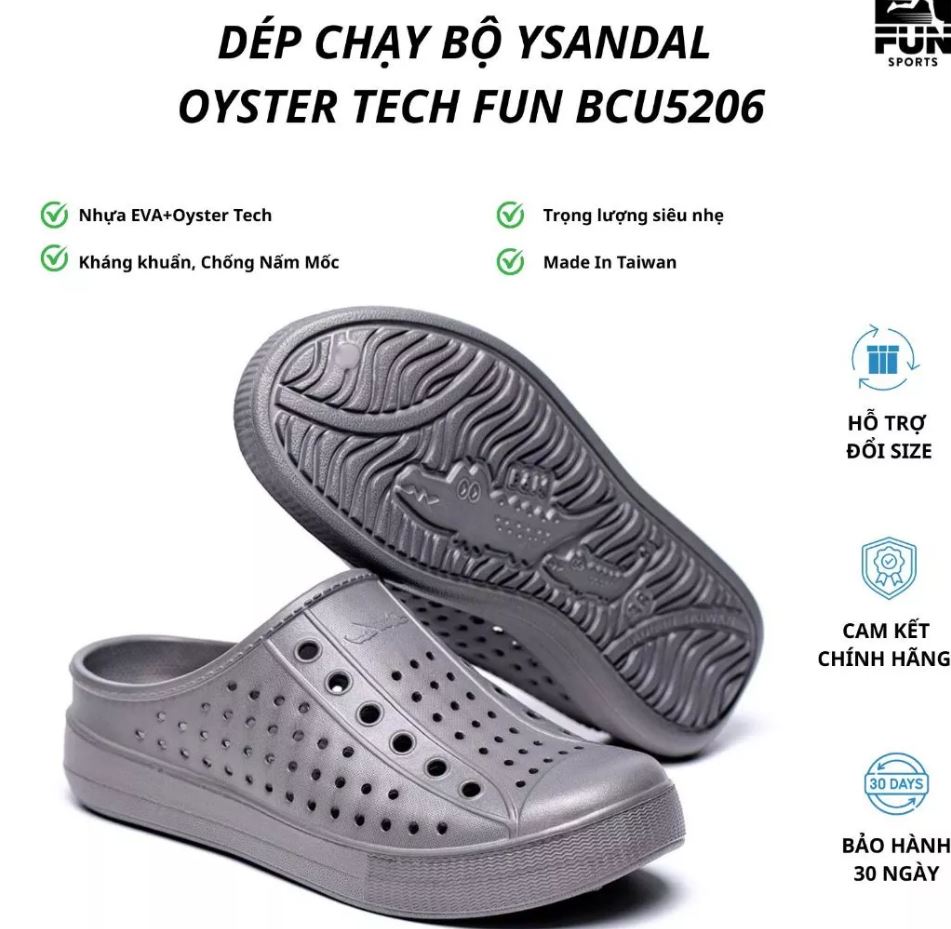 DÉP CHẠY BỘ YSANDAL
OYSTER TECH FUN BCU5206
FUN
SPORTS
Nhựa EVA+Oyster Tech
Trọng lượng siêu nhẹ
Kháng khuẩn, Chống Nấm Mốc
Made In Taiwan
HỖ TRỢ
ĐỔI SIZE
CAM KẾT
CHÍNH HÃNG
30 DAYS
BẢO HÀNH
30 NGÀY
TAIWAN